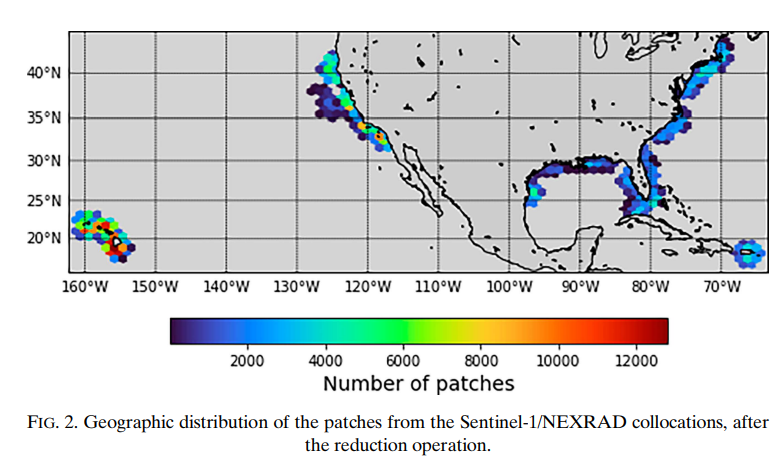 40°N
35°N
30°N
25°N
20°N
160°W 150°W 140°W 130°W 120°W 110°W 100°W 90°W 80°W 70°W
2000 4000 6000 8000 10000 12000
Number of patches
FIG. 2. Geographic distribution of the patches from the Sentinel-1/NEXRAD collocations, after
the reduction operation.